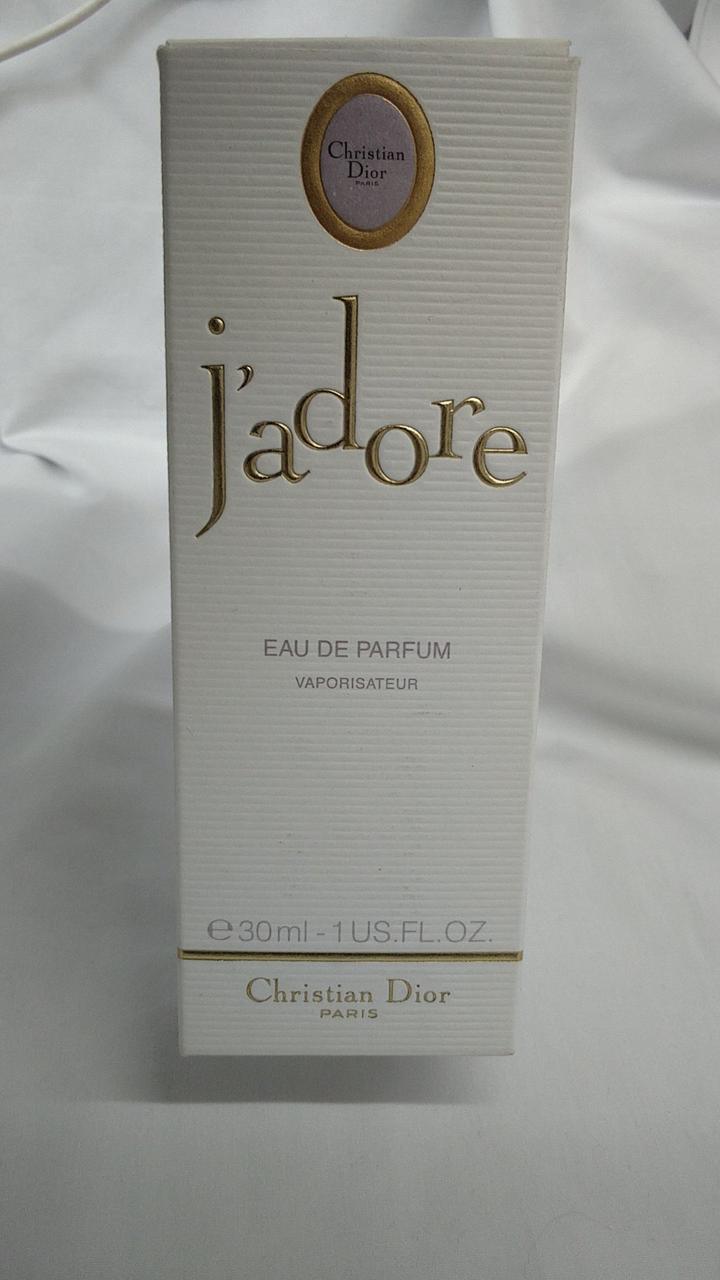 Christian
Dior
PARIS
j'adore
EAU DE PARFUM
VAPORISATEUR
℮30ml - 1 US.FL.OZ.
Christian Dior
PARIS